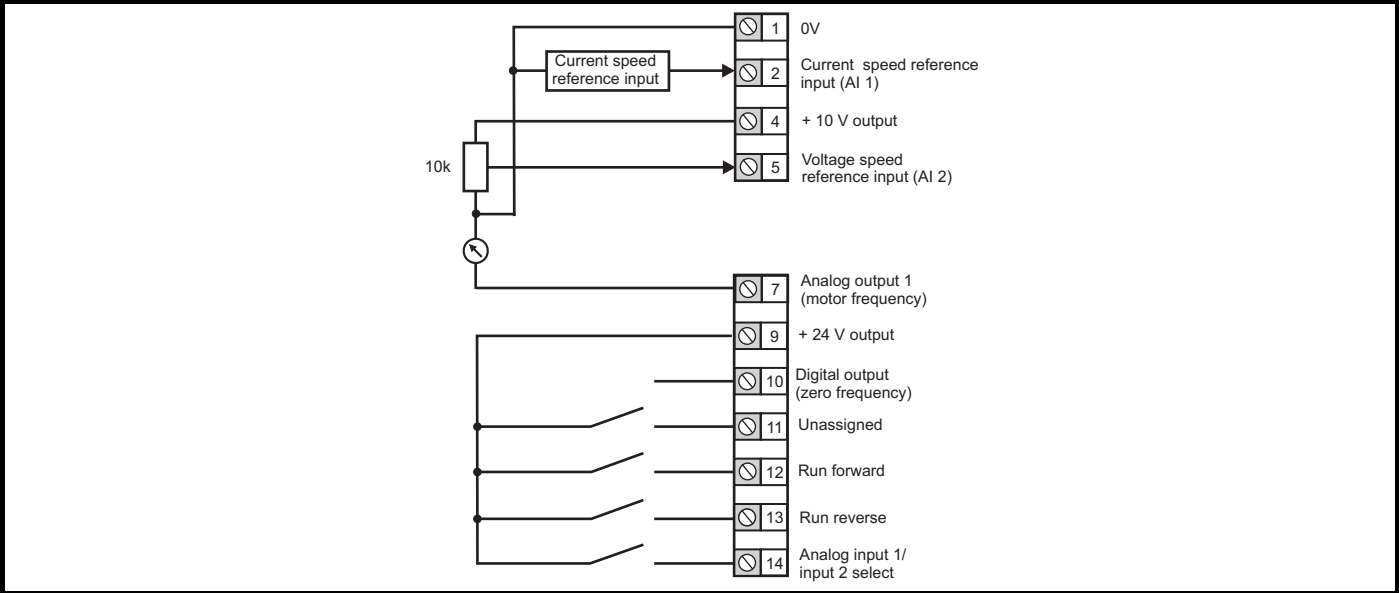 1 0V
Current speed
reference input
2 Current speed reference
input (AI 1)
4 + 10 V output
10k
5 Voltage speed
reference input (AI 2)
7 Analog output 1
(motor frequency)
9 + 24 V output
10 Digital output
(zero frequency)
11 Unassigned
12 Run forward
13 Run reverse
14 Analog input 1/
input 2 select